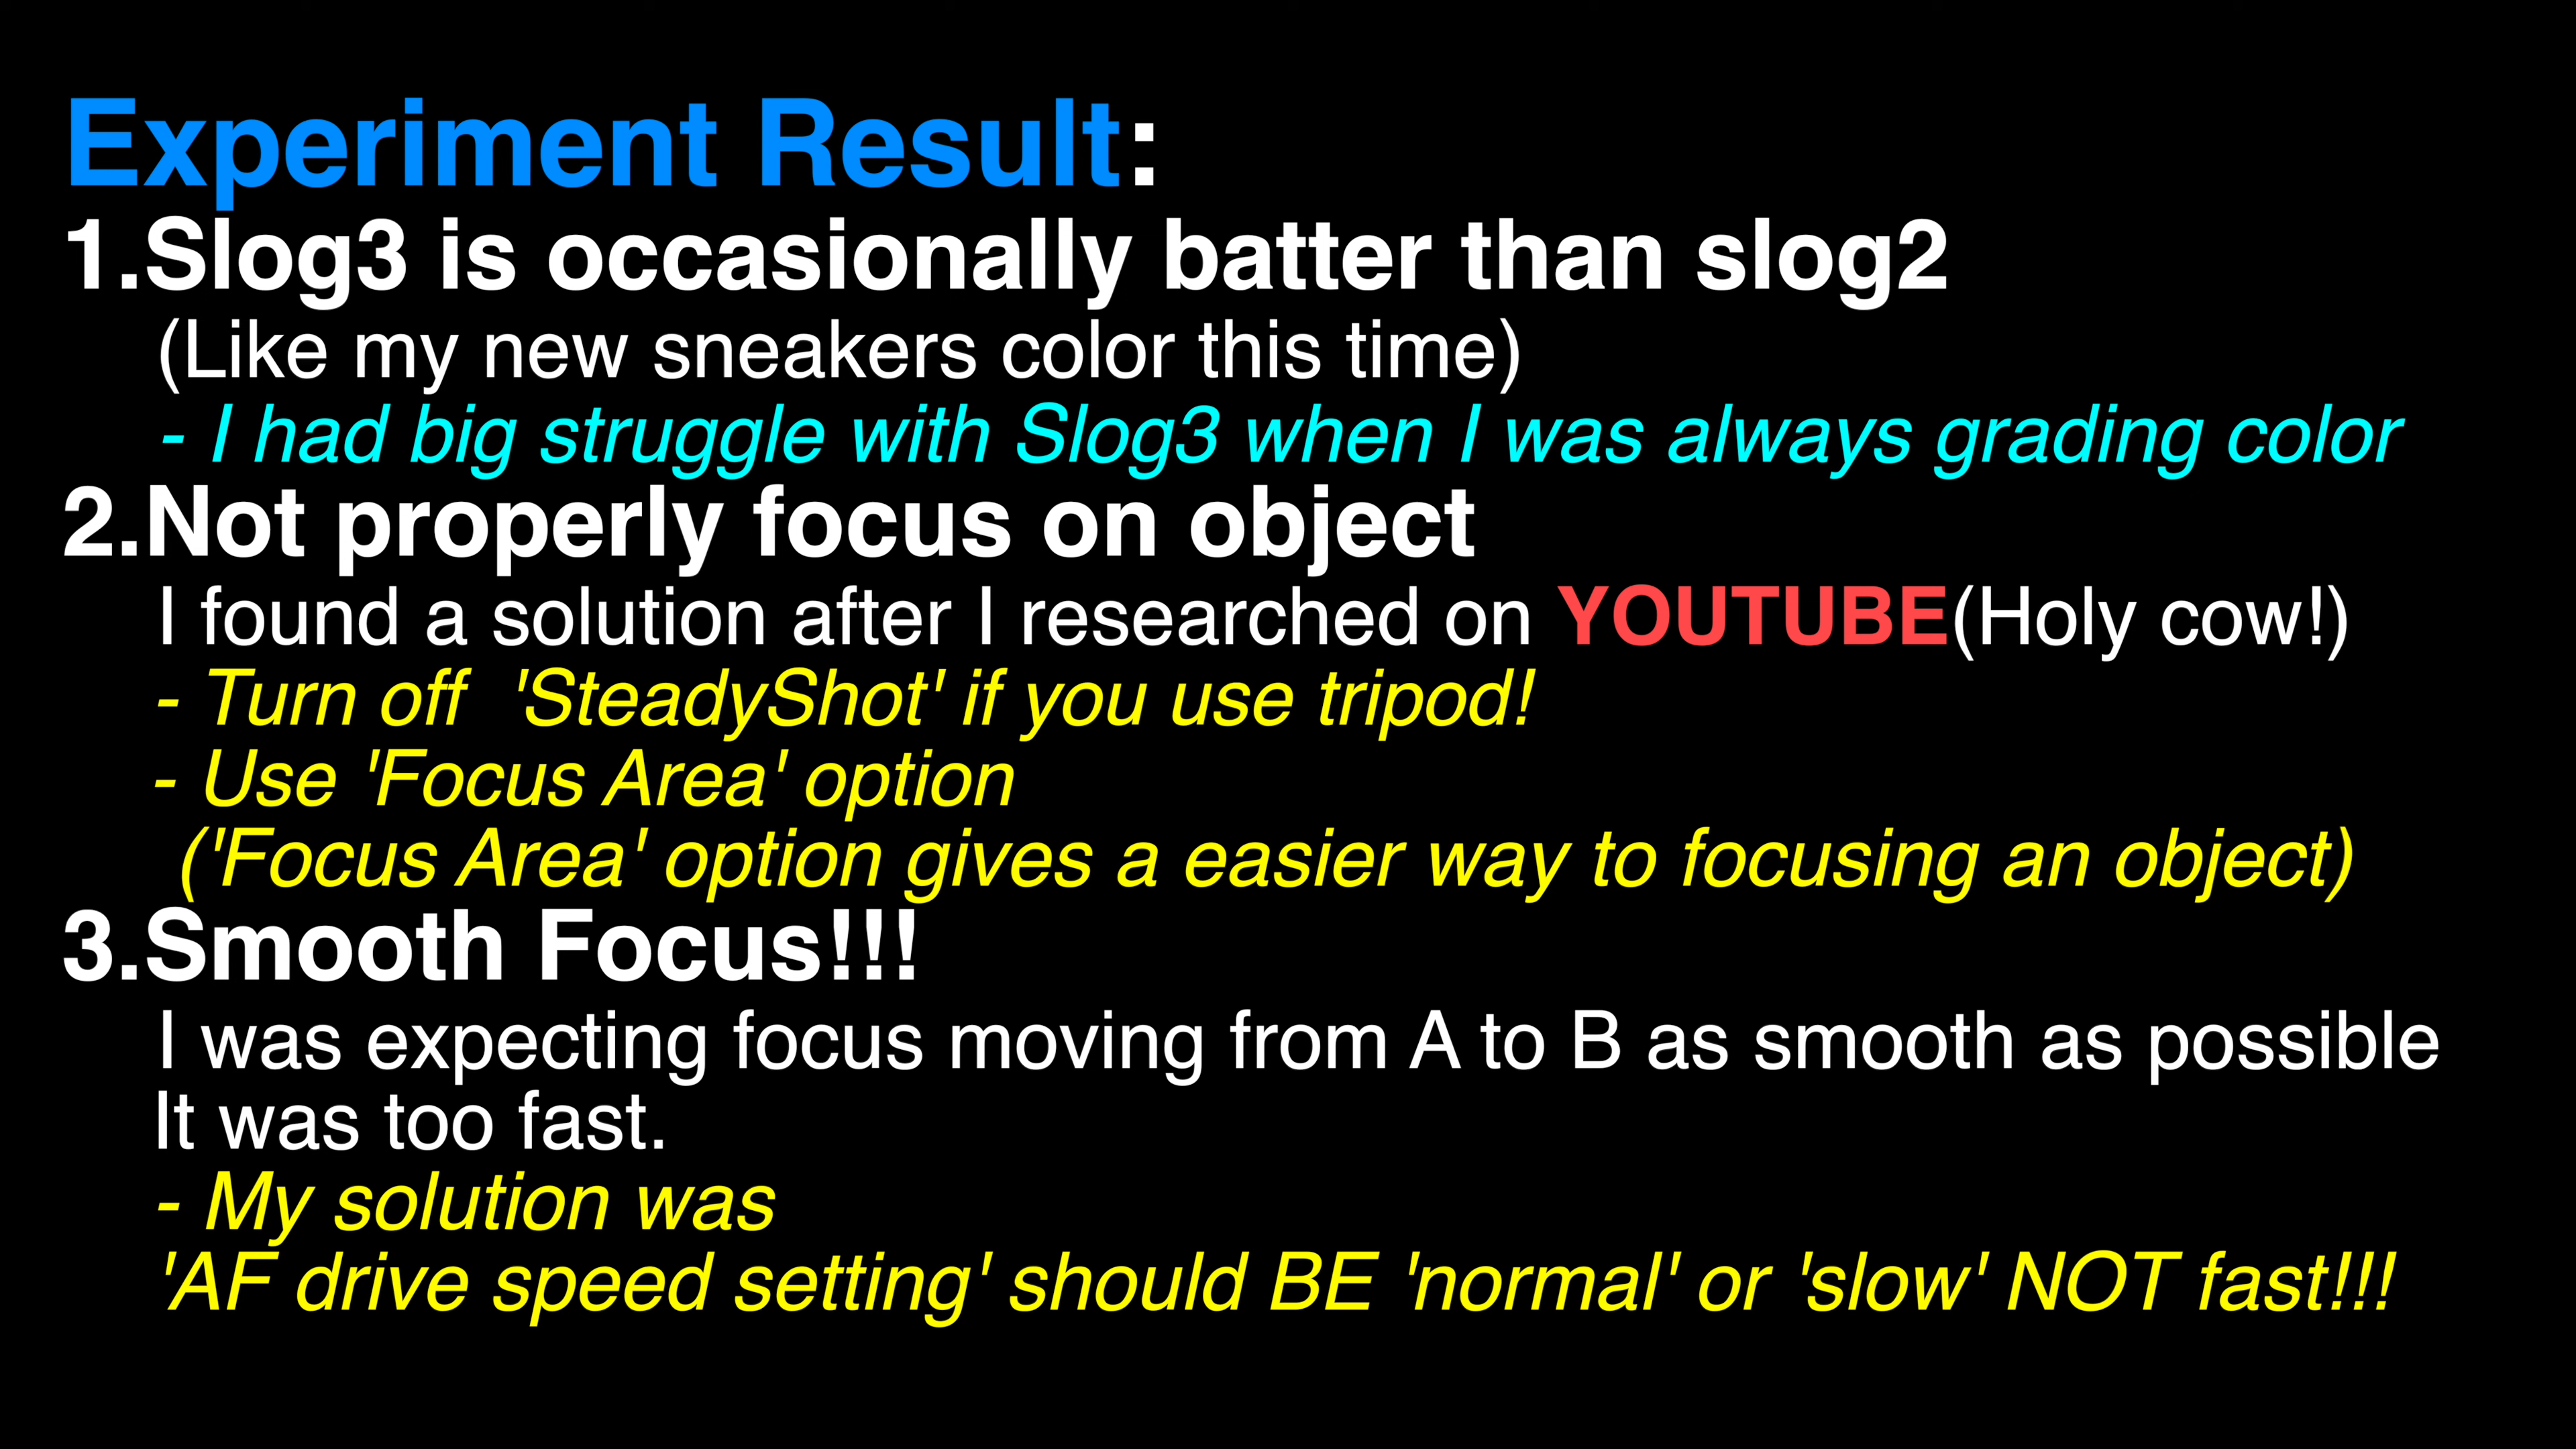 Experiment Result:
1.Slog3 is occasionally batter than slog2
(Like my new sneakers color this time)
- I had big struggle with Slog3 when I was always grading color
2.Not properly focus on object
I found a solution after I researched on YOUTUBE(Holy cow!)
- Turn off 'SteadyShot' if you use tripod!
- Use 'Focus Area' option
('Focus Area' option gives a easier way to focusing an object)
3.Smooth Focus!!!
I was expecting focus moving from A to B as smooth as possible
It was too fast.
- My solution was
'AF drive speed setting' should BE 'normal' or 'slow' NOT fast!!!